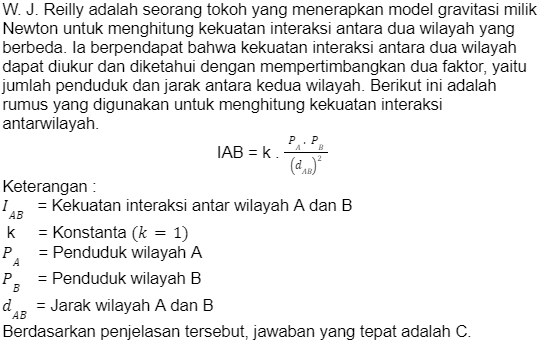 W. J. Reilly adalah seorang tokoh yang menerapkan model gravitasi milik
Newton untuk menghitung kekuatan interaksi antara dua wilayah yang
berbeda. Ia berpendapat bahwa kekuatan interaksi antara dua wilayah
dapat diukur dan diketahui dengan mempertimbangkan dua faktor, yaitu
jumlah penduduk dan jarak antara kedua wilayah. Berikut ini adalah
rumus yang digunakan untuk menghitung kekuatan interaksi
antarwilayah.
IAB = k . \frac{P_A . P_B}{(d_{AB})^2}
Keterangan :
I_{AB} = Kekuatan interaksi antar wilayah A dan B
k = Konstanta (k = 1)
P_A = Penduduk wilayah A
P_B = Penduduk wilayah B
d_{AB} = Jarak wilayah A dan B
Berdasarkan penjelasan tersebut, jawaban yang tepat adalah C.